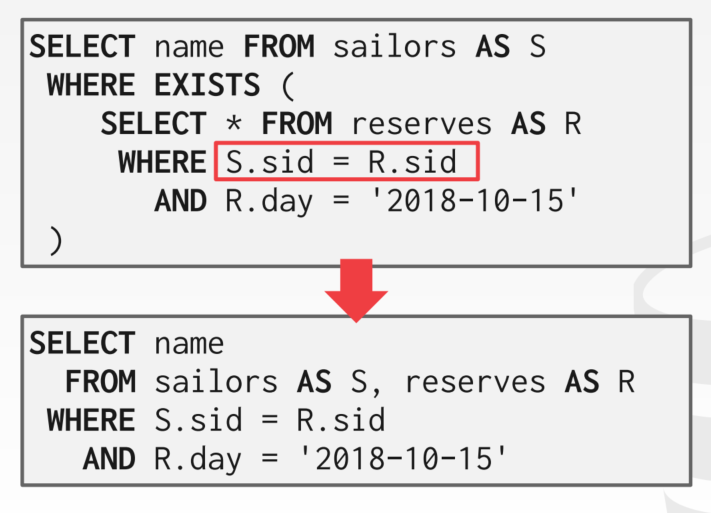 SELECT name FROM sailors AS S
WHERE EXISTS (
SELECT * FROM reserves AS R
WHERE S.sid = R.sid
AND R.day = '2018-10-15'
)
SELECT name
FROM sailors AS S, reserves AS R
WHERE S.sid = R.sid
AND R.day = '2018-10-15'